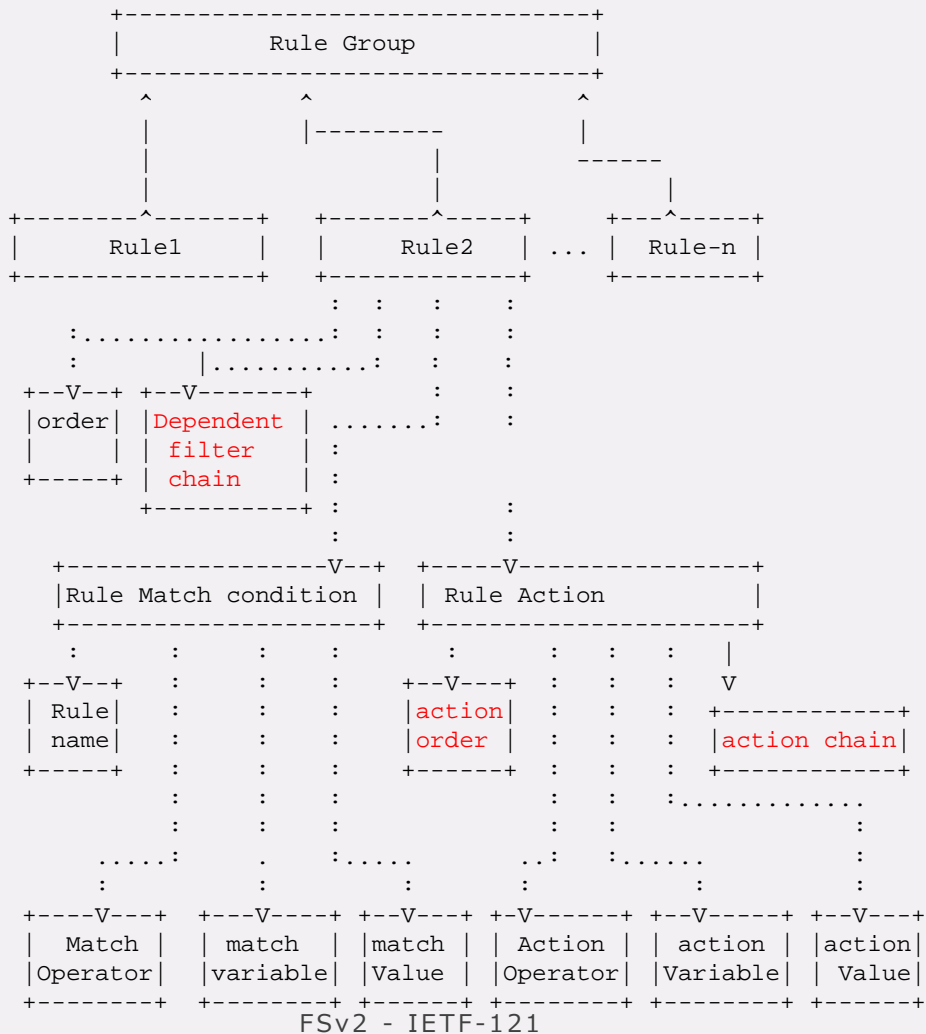 Rule Group
Rule1 Rule2 ... Rule-n
order Dependent
filter
chain
Rule Match condition Rule Action
Rule action
name order action chain
Match match match Action action action
Operator variable Value Operator Variable Value
FSv2 - IETF-121